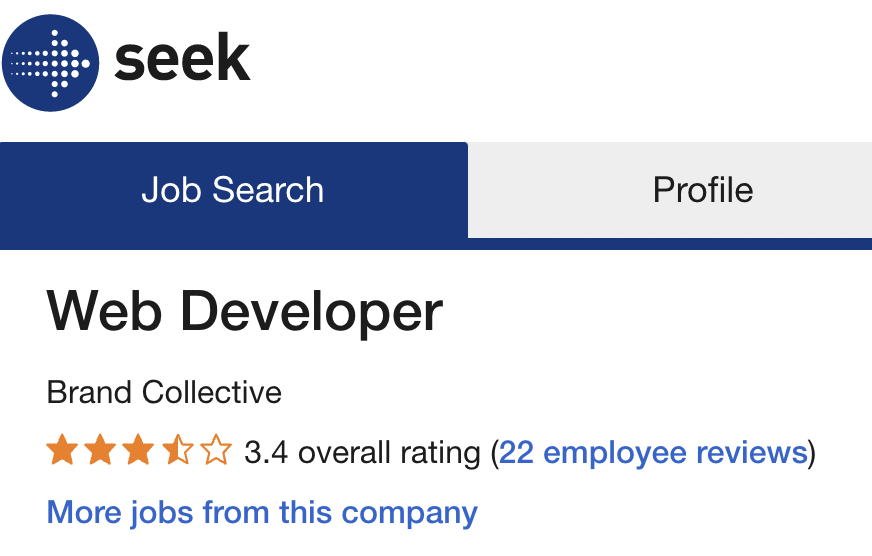 seek
Job Search
Profile
Web Developer
Brand Collective
3.4 overall rating (22 employee reviews)
More jobs from this company